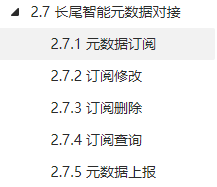 2.7 长尾智能元数据对接
2.7.1 元数据订阅
2.7.2 订阅修改
2.7.3 订阅删除
2.7.4 订阅查询
2.7.5 元数据上报